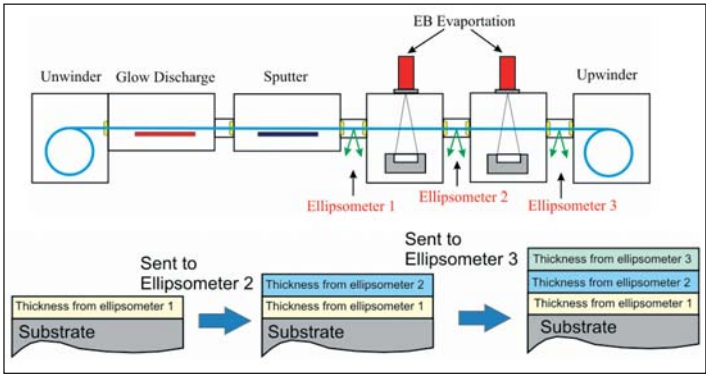 EB Evaportation
Unwinder Glow Discharge Sputter Upwinder
Ellipsometer 1
Ellipsometer 2
Ellipsometer 3
Sent to
Ellipsometer 2
Sent to
Ellipsometer 3
Thickness from ellipsometer 1
Substrate
Thickness from ellipsometer 2
Thickness from ellipsometer 1
Substrate
Thickness from ellipsometer 3
Thickness from ellipsometer 2
Thickness from ellipsometer 1
Substrate